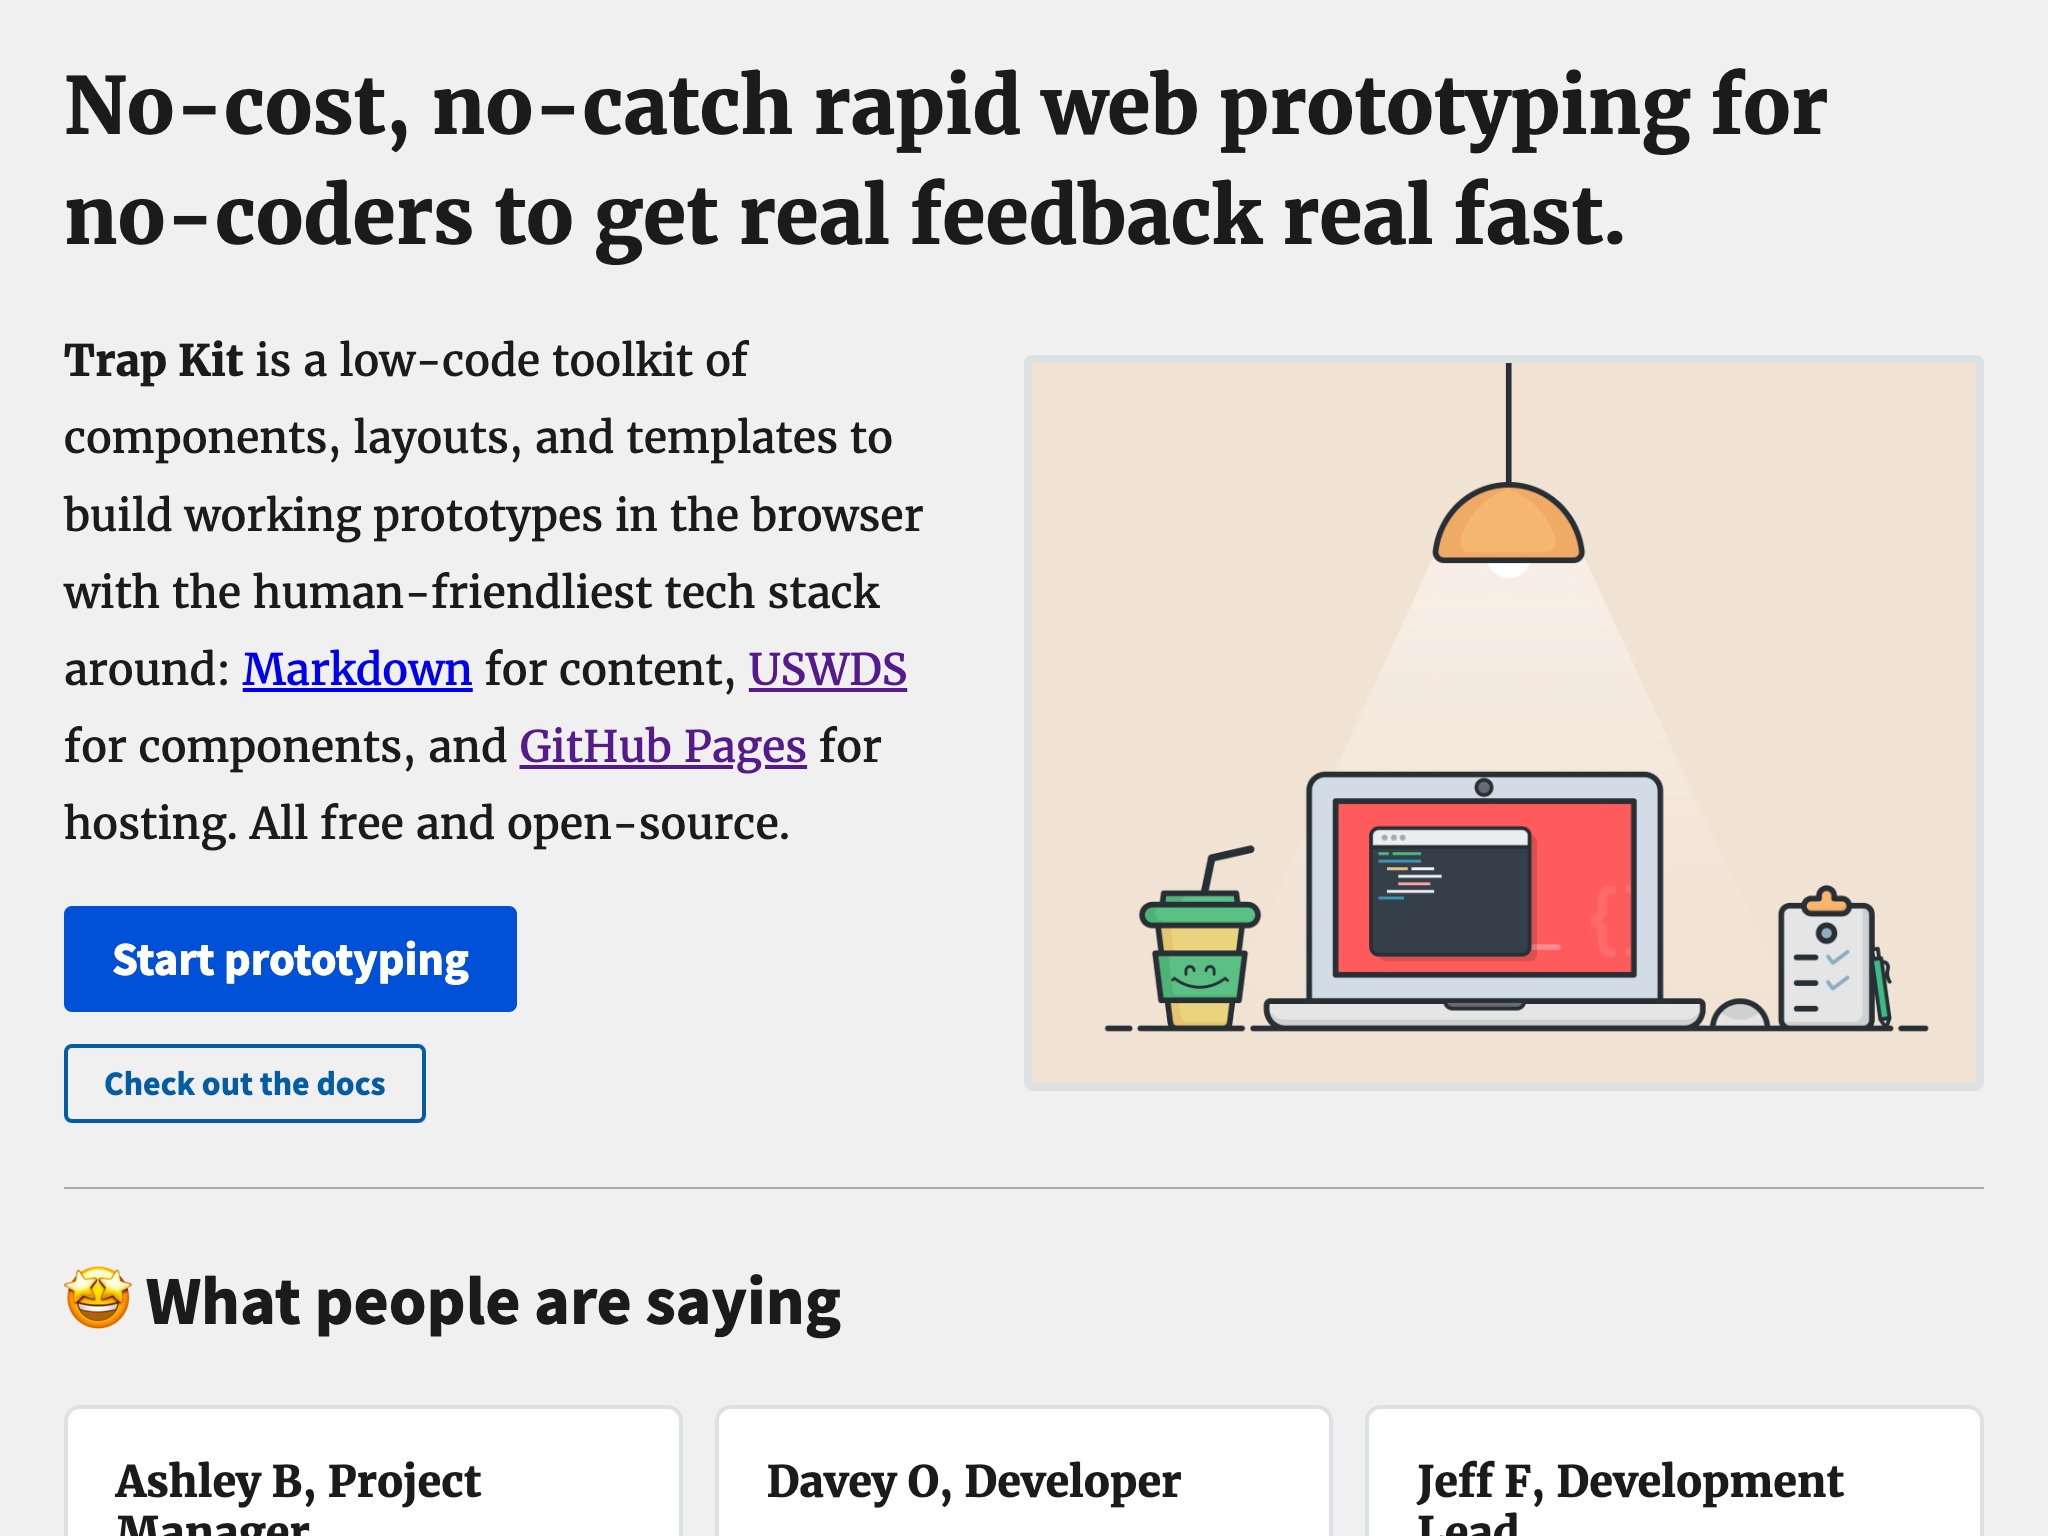 No-cost, no-catch rapid web prototyping for
no-coders to get real feedback real fast.
Trap Kit is a low-code toolkit of
components, layouts, and templates to
build working prototypes in the browser
with the human-friendliest tech stack
around: Markdown for content, USWDS
for components, and GitHub Pages for
hosting. All free and open-source.
Start prototyping
Check out the docs
🤩 What people are saying
Ashley B, Project
Manager
Davey O, Developer
Jeff F, Development
Lead